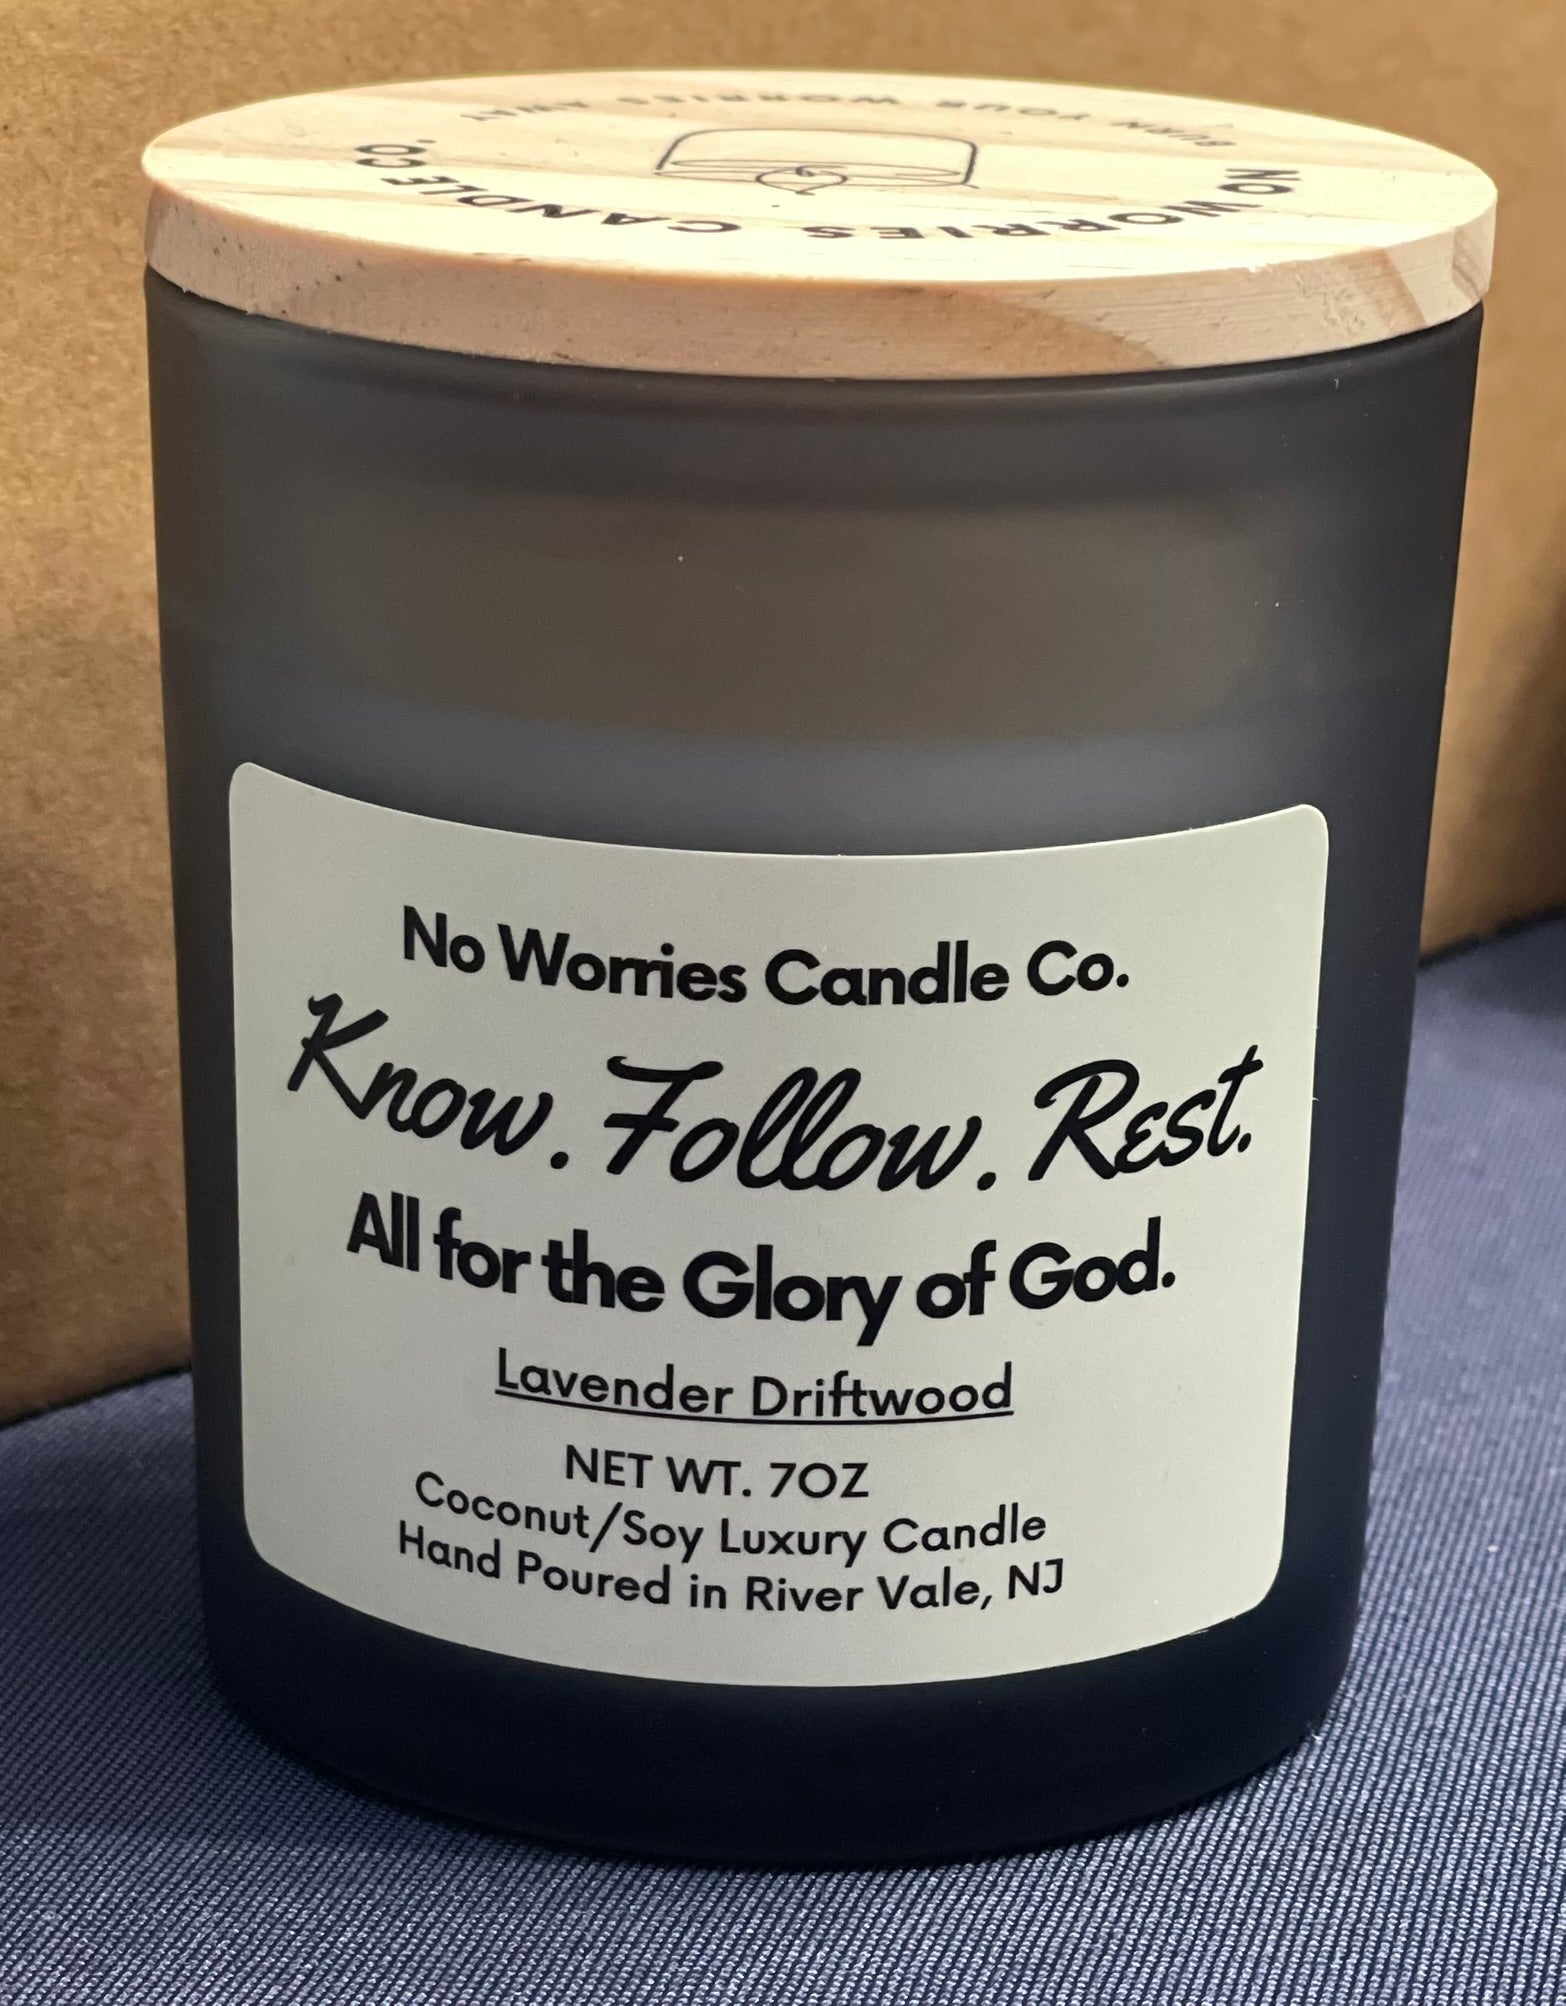 BURN YOUR WORRIES AWAY
NO WORRIES CANDLE CO.
No Worries Candle Co.
Know. Follow. Rest.
All for the Glory of God.
Lavender Driftwood
NET WT. 7OZ
Coconut/Soy Luxury Candle
Hand Poured in River Vale, NJ